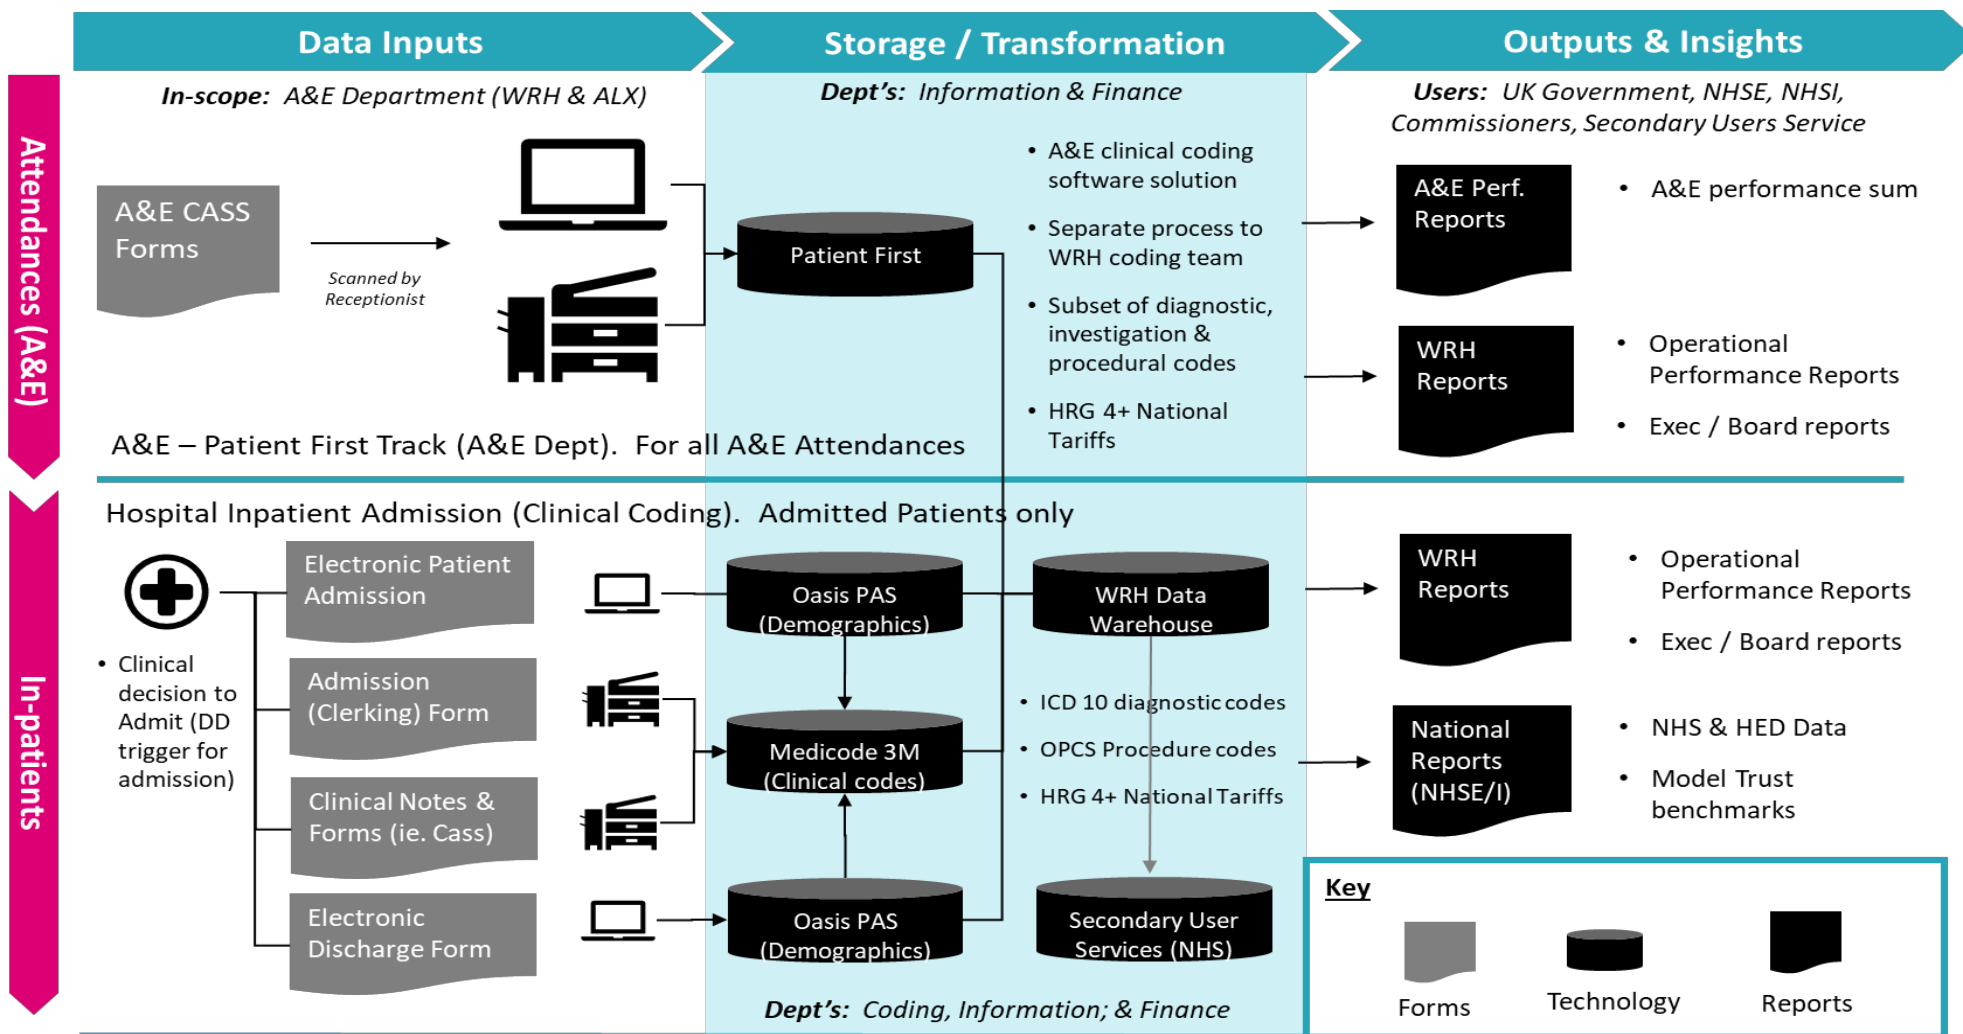 Data Inputs
Storage / Transformation
Outputs & Insights
Attendances (A&E)
In-scope: A&E Department (WRH & ALX)
Dept's: Information & Finance
Users: UK Government, NHSE, NHSI,
Commissioners, Secondary Users Service
A&E CASS
Forms
Scanned by
Receptionist
Patient First
• A&E clinical coding
software solution
• Separate process to
WRH coding team
• Subset of diagnostic,
investigation &
procedural codes
• HRG 4+ National
Tariffs
A&E Perf.
Reports
• A&E performance sum
WRH
Reports
• Operational
Performance Reports
• Exec / Board reports
A&E – Patient First Track (A&E Dept). For all A&E Attendances
In-patients
Hospital Inpatient Admission (Clinical Coding). Admitted Patients only
• Clinical
decision to
Admit (DD
trigger for
admission)
Electronic Patient
Admission
Admission
(Clerking) Form
Clinical Notes &
Forms (ie. Cass)
Electronic
Discharge Form
Oasis PAS
(Demographics)
Medicode 3M
(Clinical codes)
Oasis PAS
(Demographics)
WRH Data
Warehouse
• ICD 10 diagnostic codes
• OPCS Procedure codes
• HRG 4+ National Tariffs
Secondary User
Services (NHS)
Dept's: Coding, Information; & Finance
WRH
Reports
• Operational
Performance Reports
• Exec / Board reports
National
Reports
(NHSE/I)
• NHS & HED Data
• Model Trust
benchmarks
Key
Forms
Technology
Reports